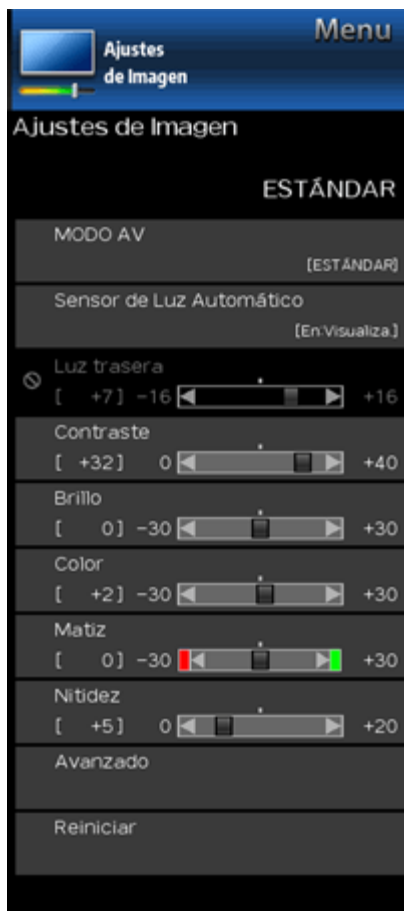 Menu
Ajustes
de Imagen
Ajustes de Imagen
ESTÁNDAR
MODO AV
[ESTÁNDAR]
Sensor de Luz Automático
[En:Visualiza.]
Luz trasera
[ +7] -16 +16
Contraste
[ +32] 0 +40
Brillo
[ 0] -30 +30
Color
[ +2] -30 +30
Matiz
[ 0] -30 +30
Nitidez
[ +5] 0 +20
Avanzado
Reiniciar